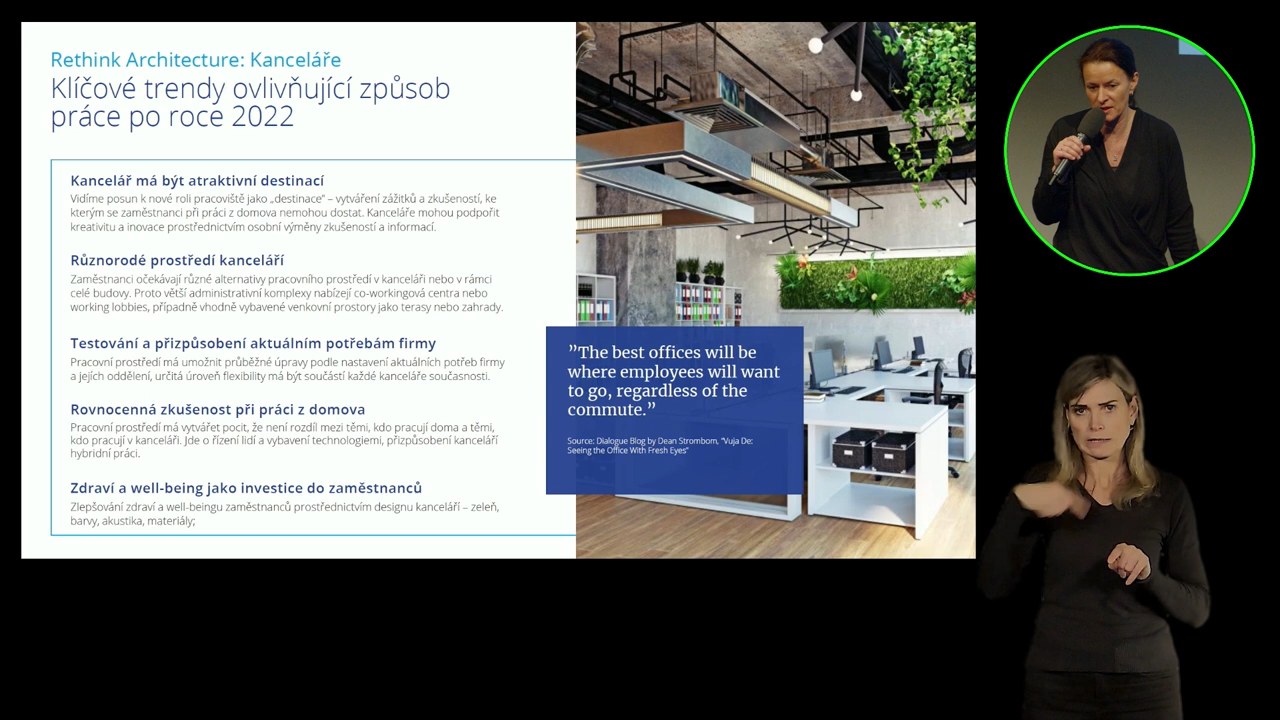 Rethink Architecture: Kanceláře
Klíčové trendy ovlivňující způsob
práce po roce 2022
Kancelář má být atraktivní destinací
Vidíme posun k nové roli pracoviště jako „destinace“ – vytváření zážitků a zkušeností, ke
kterým se zaměstnanci při práci z domova nemohou dostat. Kanceláře mohou podpořit
kreativitu a inovace prostřednictvím osobní výměny zkušeností a informací.
Různorodé prostředí kanceláří
Zaměstnanci očekávají různé alternativy pracovního prostředí v kanceláři nebo v rámci
celé budovy. Proto větší administrativní komplexy nabízejí co-workingová centra nebo
working lobbies, případně vhodně vybavené venkovní prostory jako terasy nebo zahrady.
Testování a přizpůsobení aktuálním potřebám firmy
Pracovní prostředí má umožnit průběžné úpravy podle nastavení aktuálních potřeb firmy
a jejích oddělení, určitá úroveň flexibility má být součástí každé kanceláře současnosti.
Rovnocenná zkušenost při práci z domova
Pracovní prostředí má vytvářet pocit, že není rozdíl mezi těmi, kdo pracují doma a těmi,
kdo pracují v kanceláři. Jde o řízení lidí a vybavení technologiemi, přizpůsobení kanceláří
hybridní práci.
Zdraví a well-being jako investice do zaměstnanců
Zlepšování zdraví a well-beingu zaměstnanců prostřednictvím designu kanceláří – zeleň,
barvy, akustika, materiály;
”The best offices will be
where employees will want
to go, regardless of the
commute.”
Source: Dialogue Blog by Dean Strombom, “Vuja De:
Seeing the Office With Fresh Eyes”